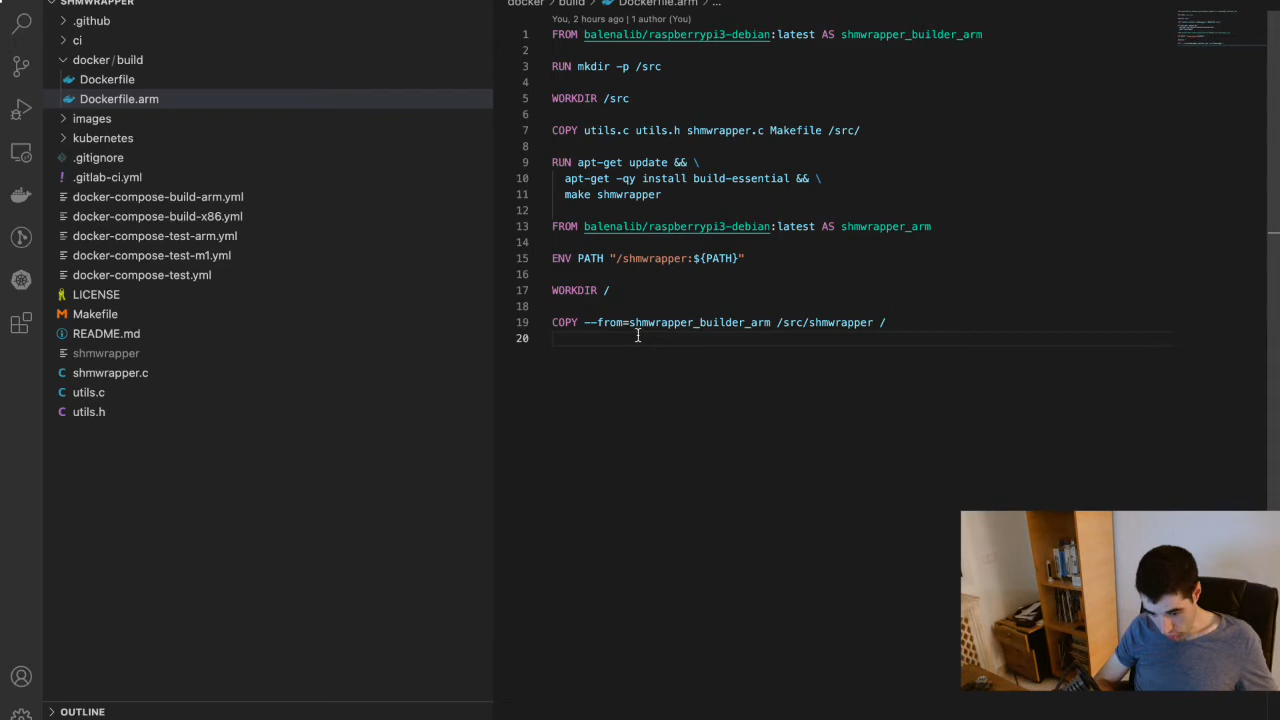 SHMWRAPPER
.github
ci
docker / build
Dockerfile
Dockerfile.arm
images
kubernetes
.gitignore
.gitlab-ci.yml
docker-compose-build-arm.yml
docker-compose-build-x86.yml
docker-compose-test-arm.yml
docker-compose-test-m1.yml
docker-compose-test.yml
LICENSE
Makefile
README.md
shmwrapper
shmwrapper.c
utils.c
utils.h
OUTLINE
docker > build > Dockerfile.arm > ...
You, 2 hours ago | 1 author (You)
1 FROM balenalib/raspberrypi3-debian:latest AS shmwrapper_builder_arm
2
3 RUN mkdir -p /src
4
5 WORKDIR /src
6
7 COPY utils.c utils.h shmwrapper.c Makefile /src/
8
9 RUN apt-get update && \
10 apt-get -qy install build-essential && \
11 make shmwrapper
12
13 FROM balenalib/raspberrypi3-debian:latest AS shmwrapper_arm
14
15 ENV PATH "/shmwrapper:${PATH}"
16
17 WORKDIR /
18
19 COPY --from=shmwrapper_builder_arm /src/shmwrapper /
20